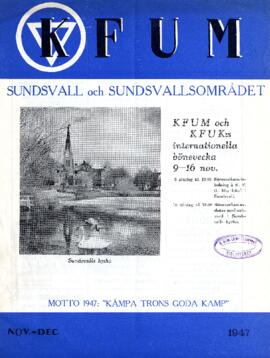 KFUM
SUNDSVALL och SUNDSVALLSOMRÅDET
KFUM och
KFUKs
internationella
bönevecka
9—16 nov.
Sundsvalls kyrka
MOTTO 1947: "KÄMPA TRONS GODA KAMP"
NOV.-DEC. 1947